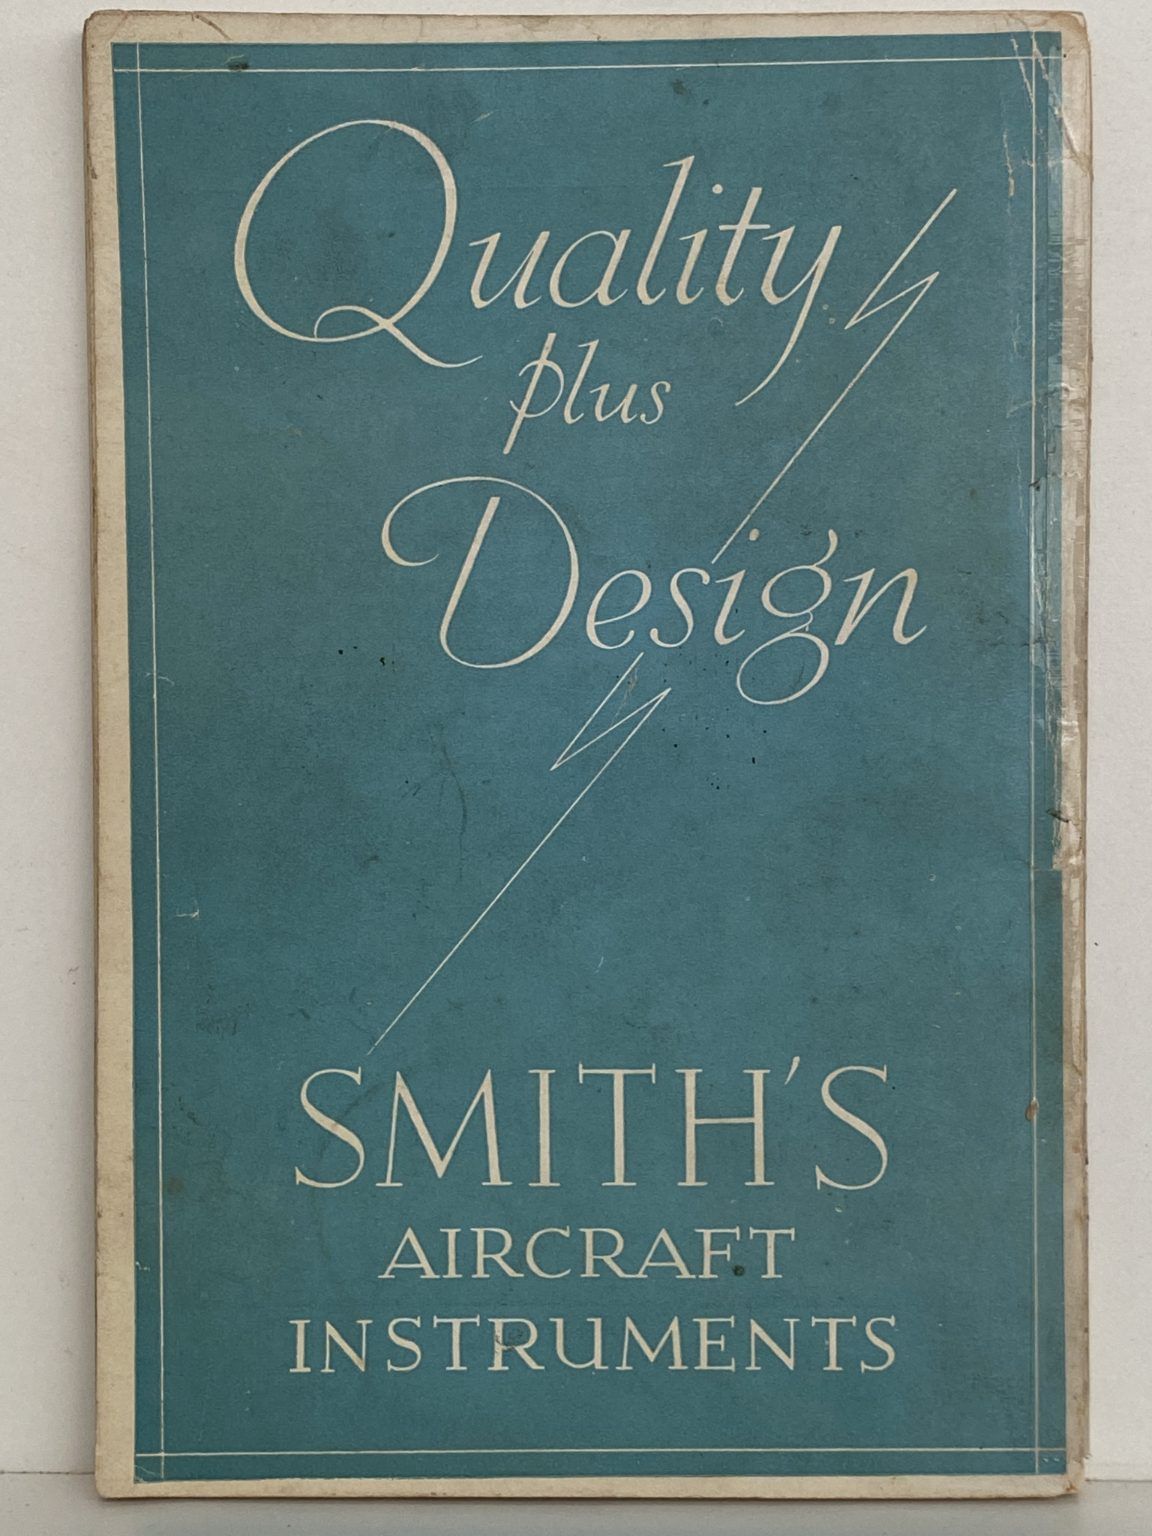 Quality
plus
Design
SMITH'S
AIRCRAFT
INSTRUMENTS